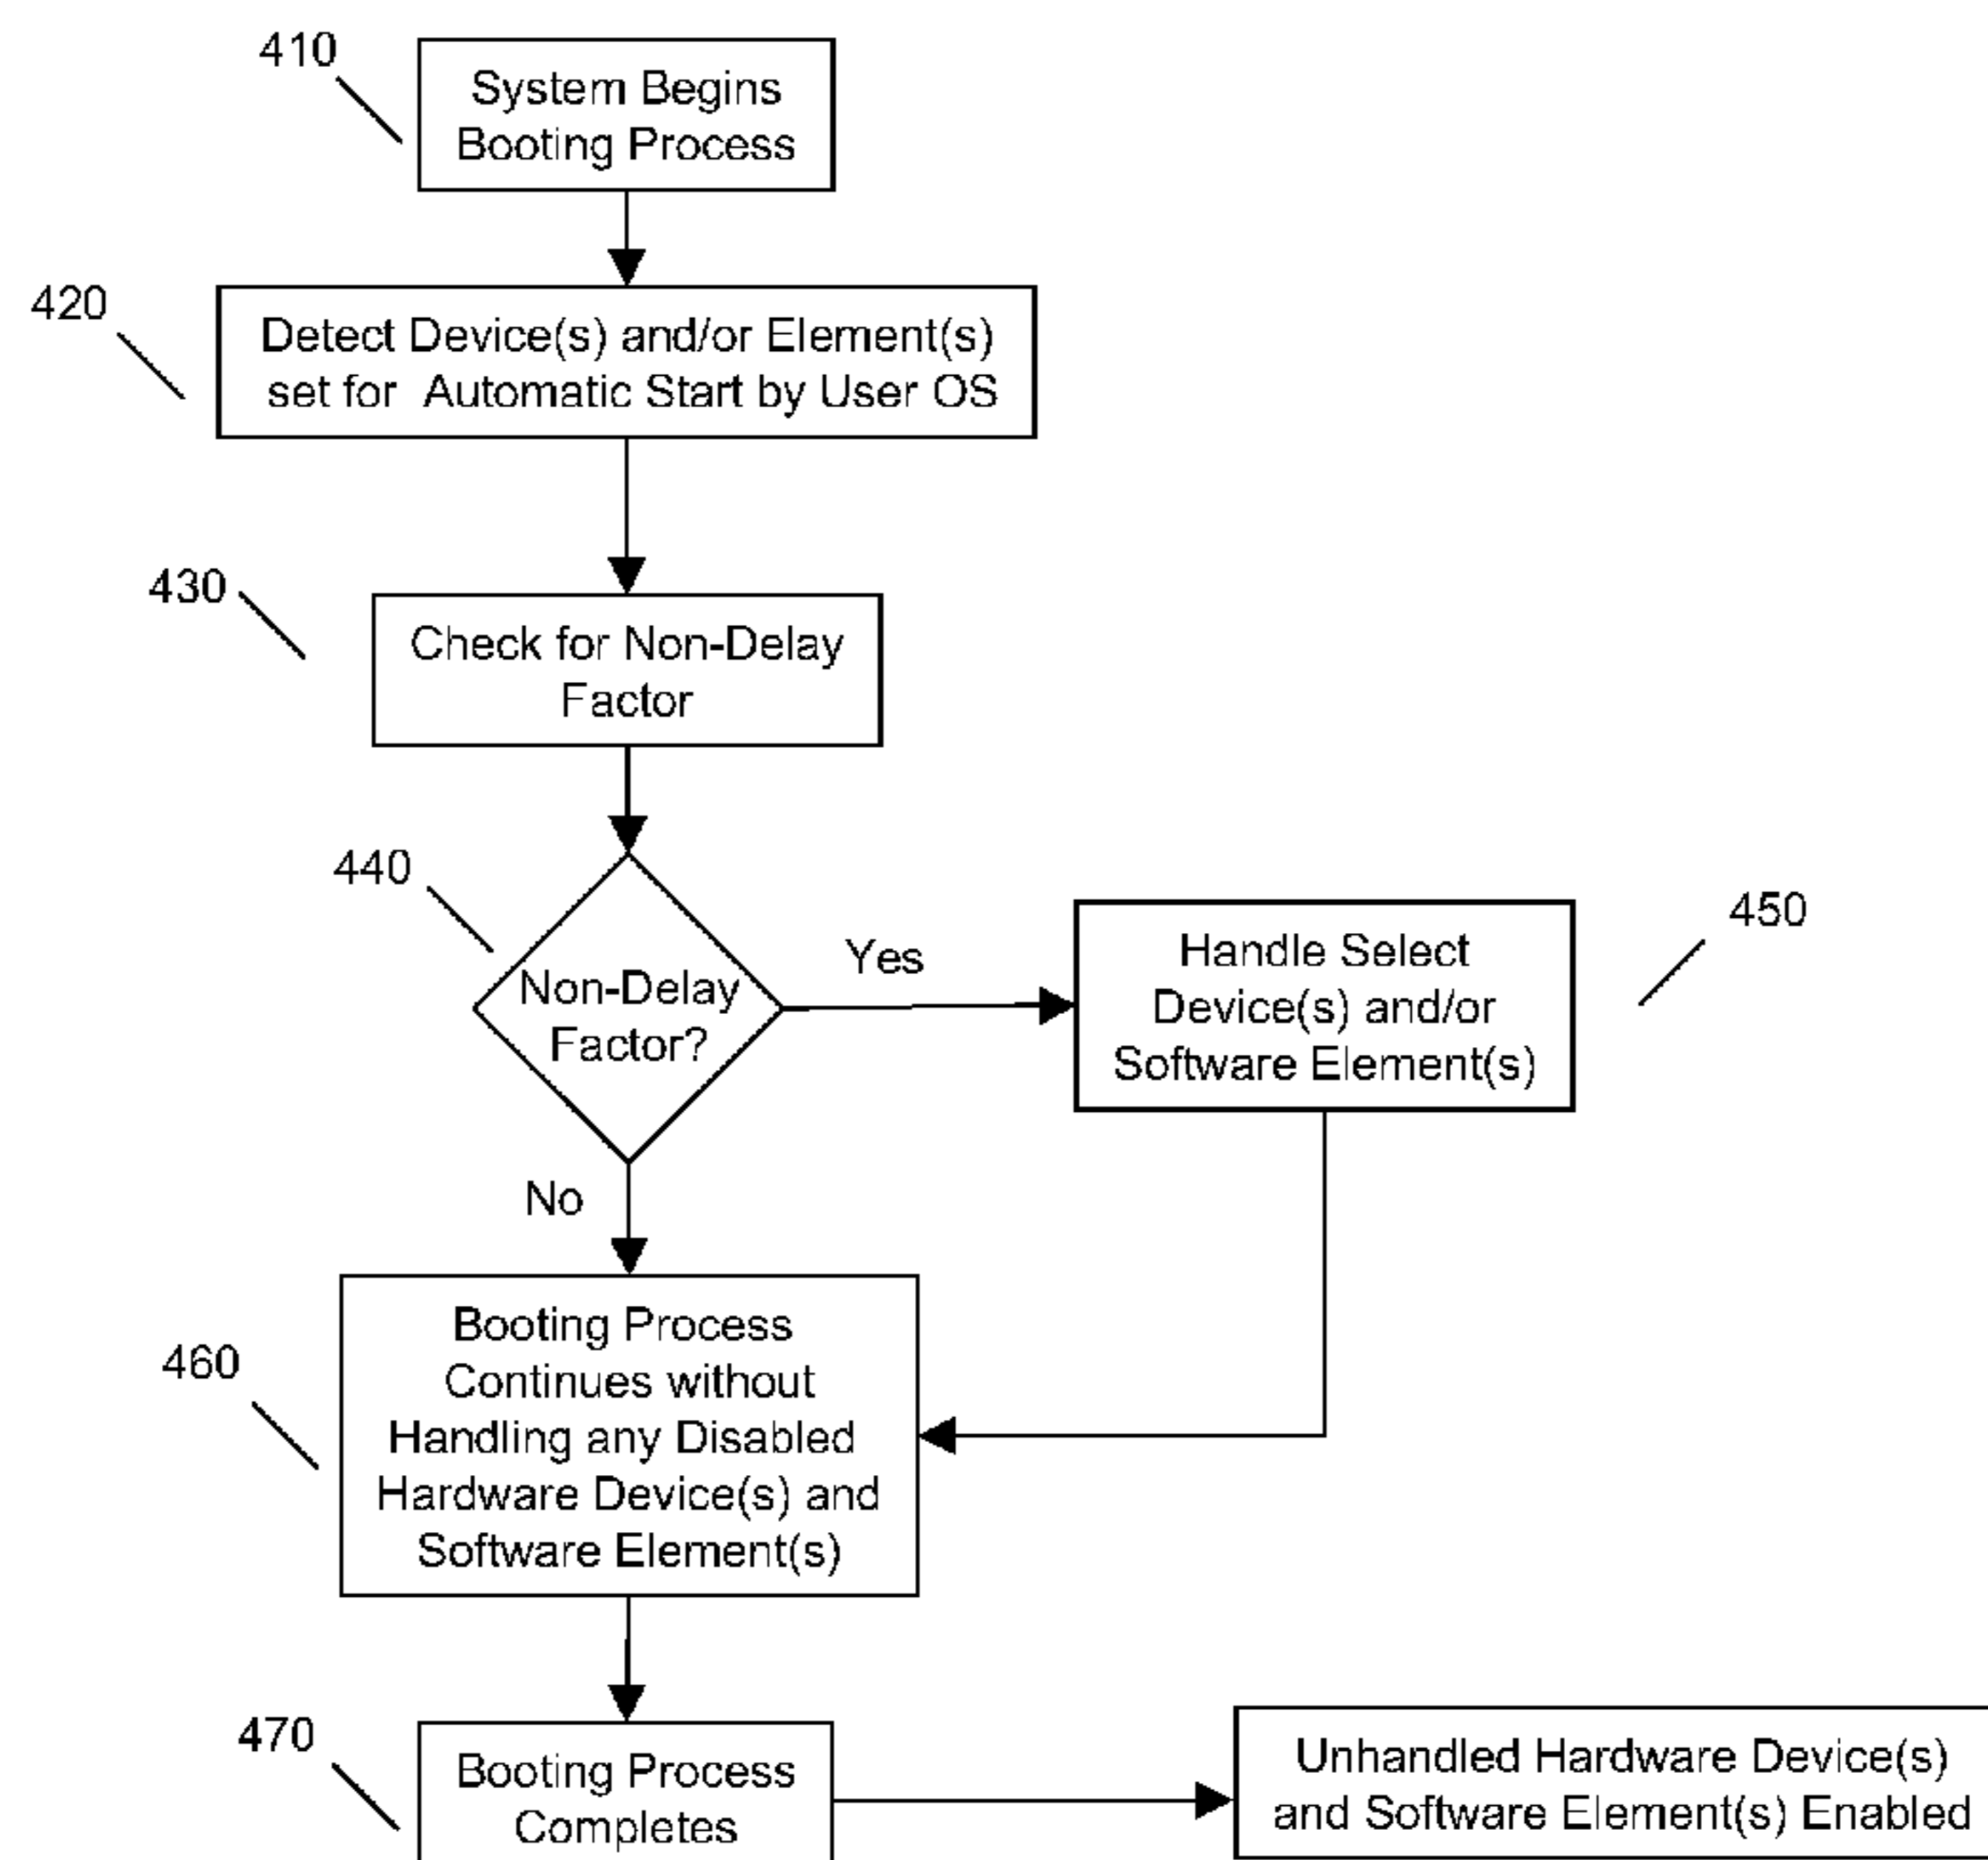 410
System Begins
Booting Process
420
Detect Device(s) and/or Element(s)
set for Automatic Start by User OS
430
Check for Non-Delay
Factor
440
Non-Delay
Factor?
Yes
Handle Select
Device(s) and/or
Software Element(s)
450
No
460
Booting Process
Continues without
Handling any Disabled
Hardware Device(s) and
Software Element(s)
470
Booting Process
Completes
Unhandled Hardware Device(s)
and Software Element(s) Enabled